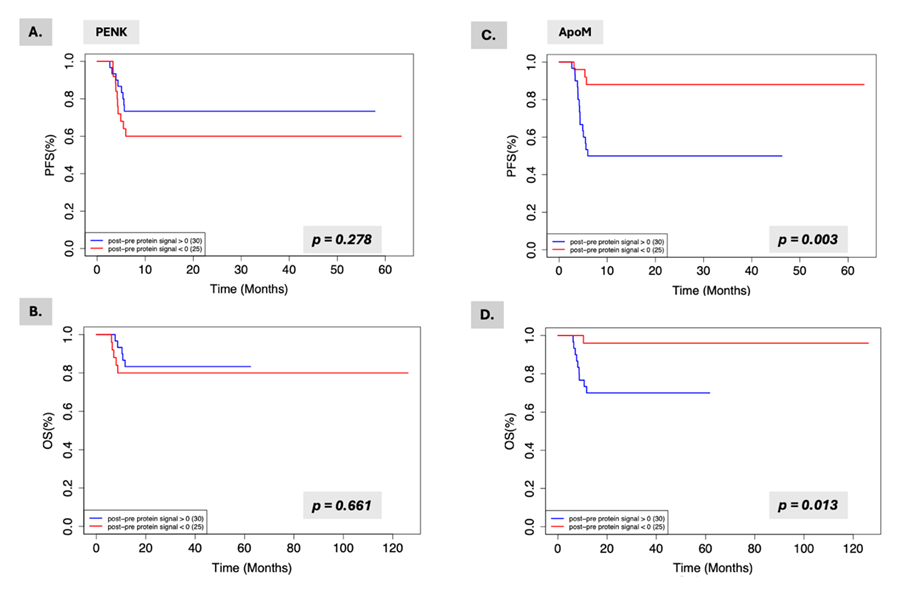 A.
PENK
1.0
0.8
0.6
0.4
0.2
0.0
PFS(%)
post-pre protein signal > 0 (30)
post-pre protein signal < 0 (25)
p = 0.278
0 10 20 30 40 50 60
Time (Months)
C.
ApoM
1.0
0.8
0.6
0.4
0.2
0.0
PFS(%)
post-pre protein signal > 0 (30)
post-pre protein signal < 0 (25)
p = 0.003
0 10 20 30 40 50 60
Time (Months)
B.
1.0
0.8
0.6
0.4
0.2
0.0
OS(%)
post-pre protein signal > 0 (30)
post-pre protein signal < 0 (25)
p = 0.661
0 20 40 60 80 100 120
Time (Months)
D.
1.0
0.8
0.6
0.4
0.2
0.0
OS(%)
post-pre protein signal > 0 (30)
post-pre protein signal < 0 (25)
p = 0.013
0 20 40 60 80 100 120
Time (Months)